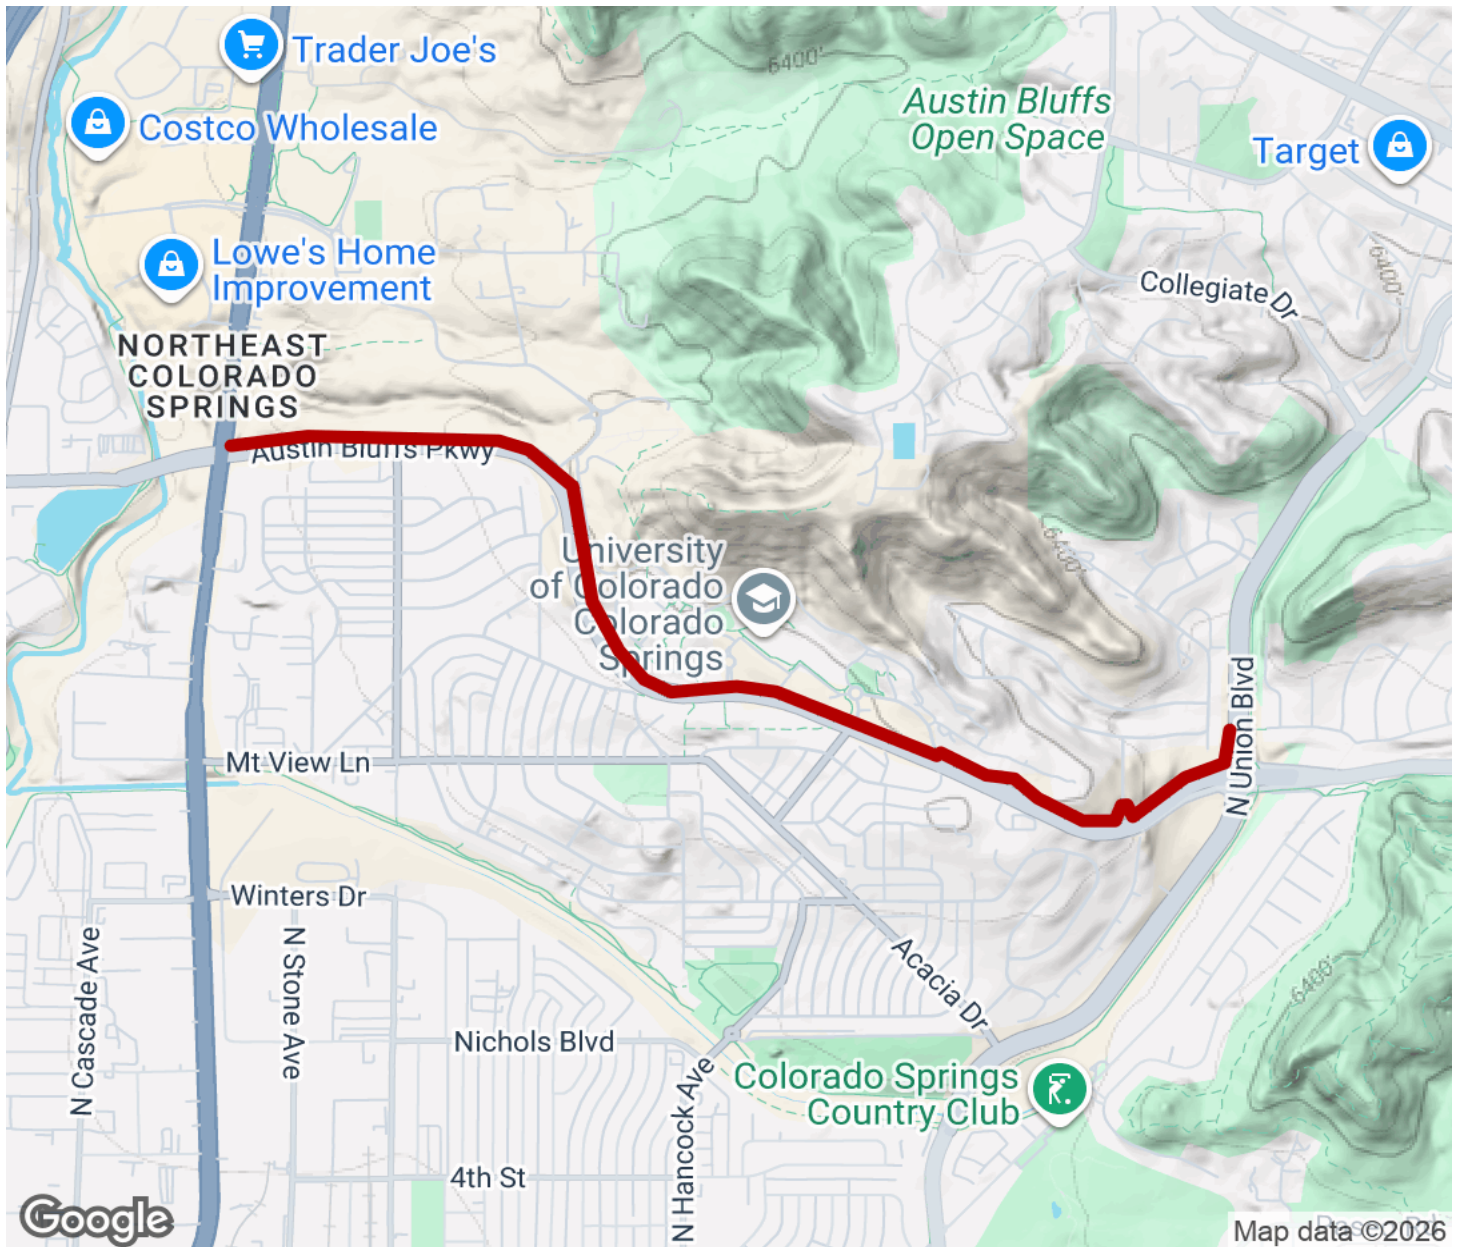 Trader Joe's
Costco Wholesale
Lowe's Home
Improvement
NORTHEAST
COLORADO
SPRINGS
Austin Bluffs Pkwy
6400'
Austin Bluffs
Open Space
Target
Collegiate Dr
6400'
6400'
University
of Colorado
Colorado
Springs
N Union Blvd
Mt View Ln
Winters Dr
N Cascade Ave
N Stone Ave
Nichols Blvd
Acacia Dr
6400'
N Hancock Ave
Colorado Springs
Country Club
4th St
Google
Map data ©2026